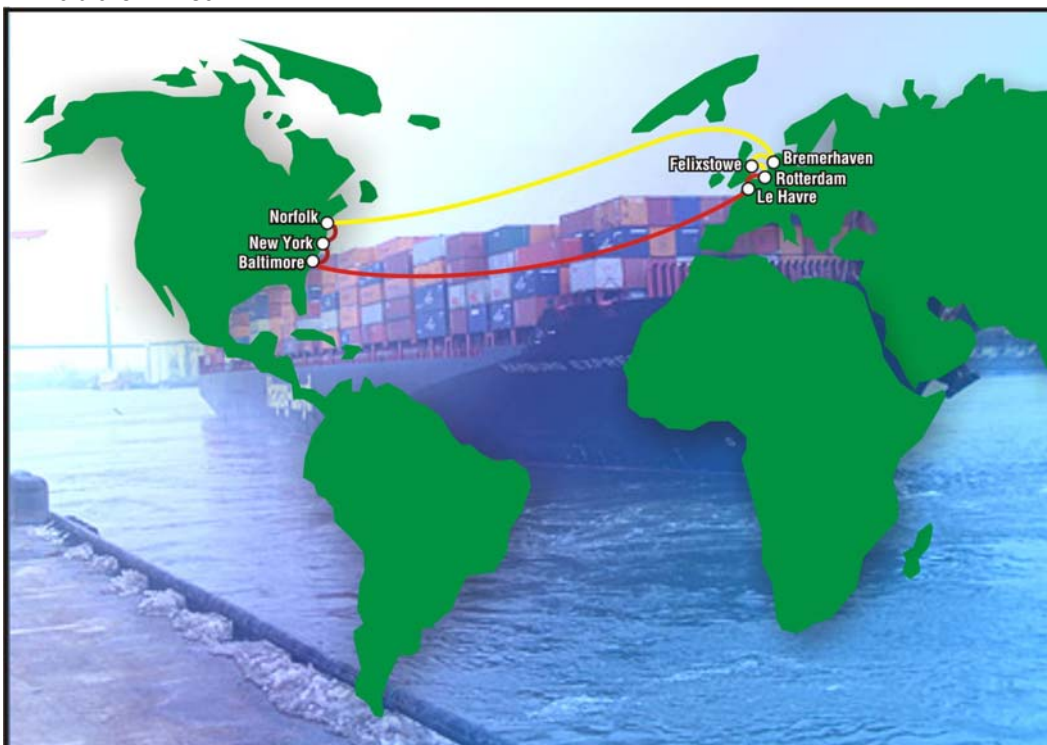 Felixstowe
Bremerhaven
Rotterdam
Le Havre
Norfolk
New York
Baltimore